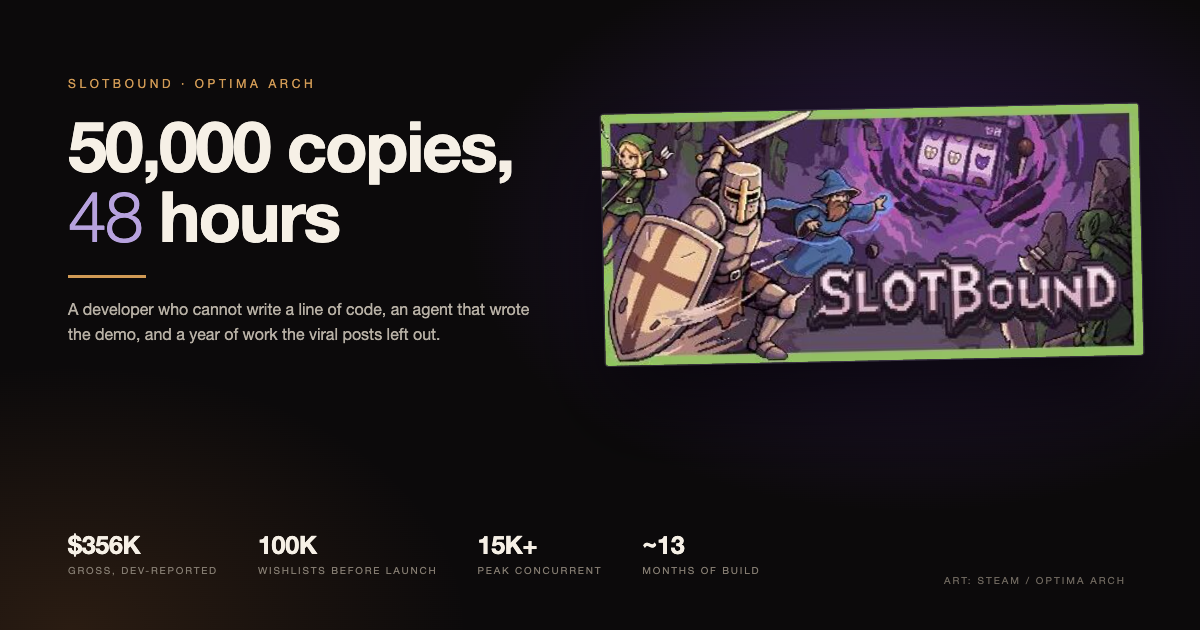 SLOTBOUND · OPTIMA ARCH
50,000 copies,
48 hours
A developer who cannot write a line of code, an agent that wrote
the demo, and a year of work the viral posts left out.
SLOTBOUND
$356K
GROSS, DEV-REPORTED
100K
WISHLISTS BEFORE LAUNCH
15K+
PEAK CONCURRENT
~13
MONTHS OF BUILD
ART: STEAM / OPTIMA ARCH